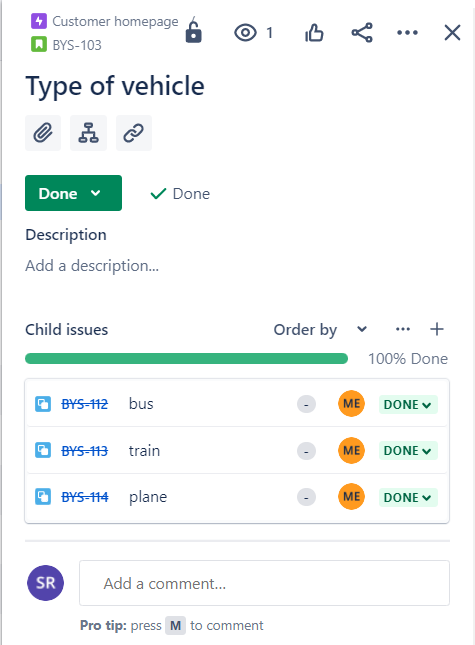 Customer homepage / 
BYS-103
1
Type of vehicle
Done
Done
Description
Add a description...
Child issues
Order by
100% Done
BYS-112 bus - ME DONE
BYS-113 train - ME DONE
BYS-114 plane - ME DONE
SR
Add a comment...
Pro tip: press M to comment